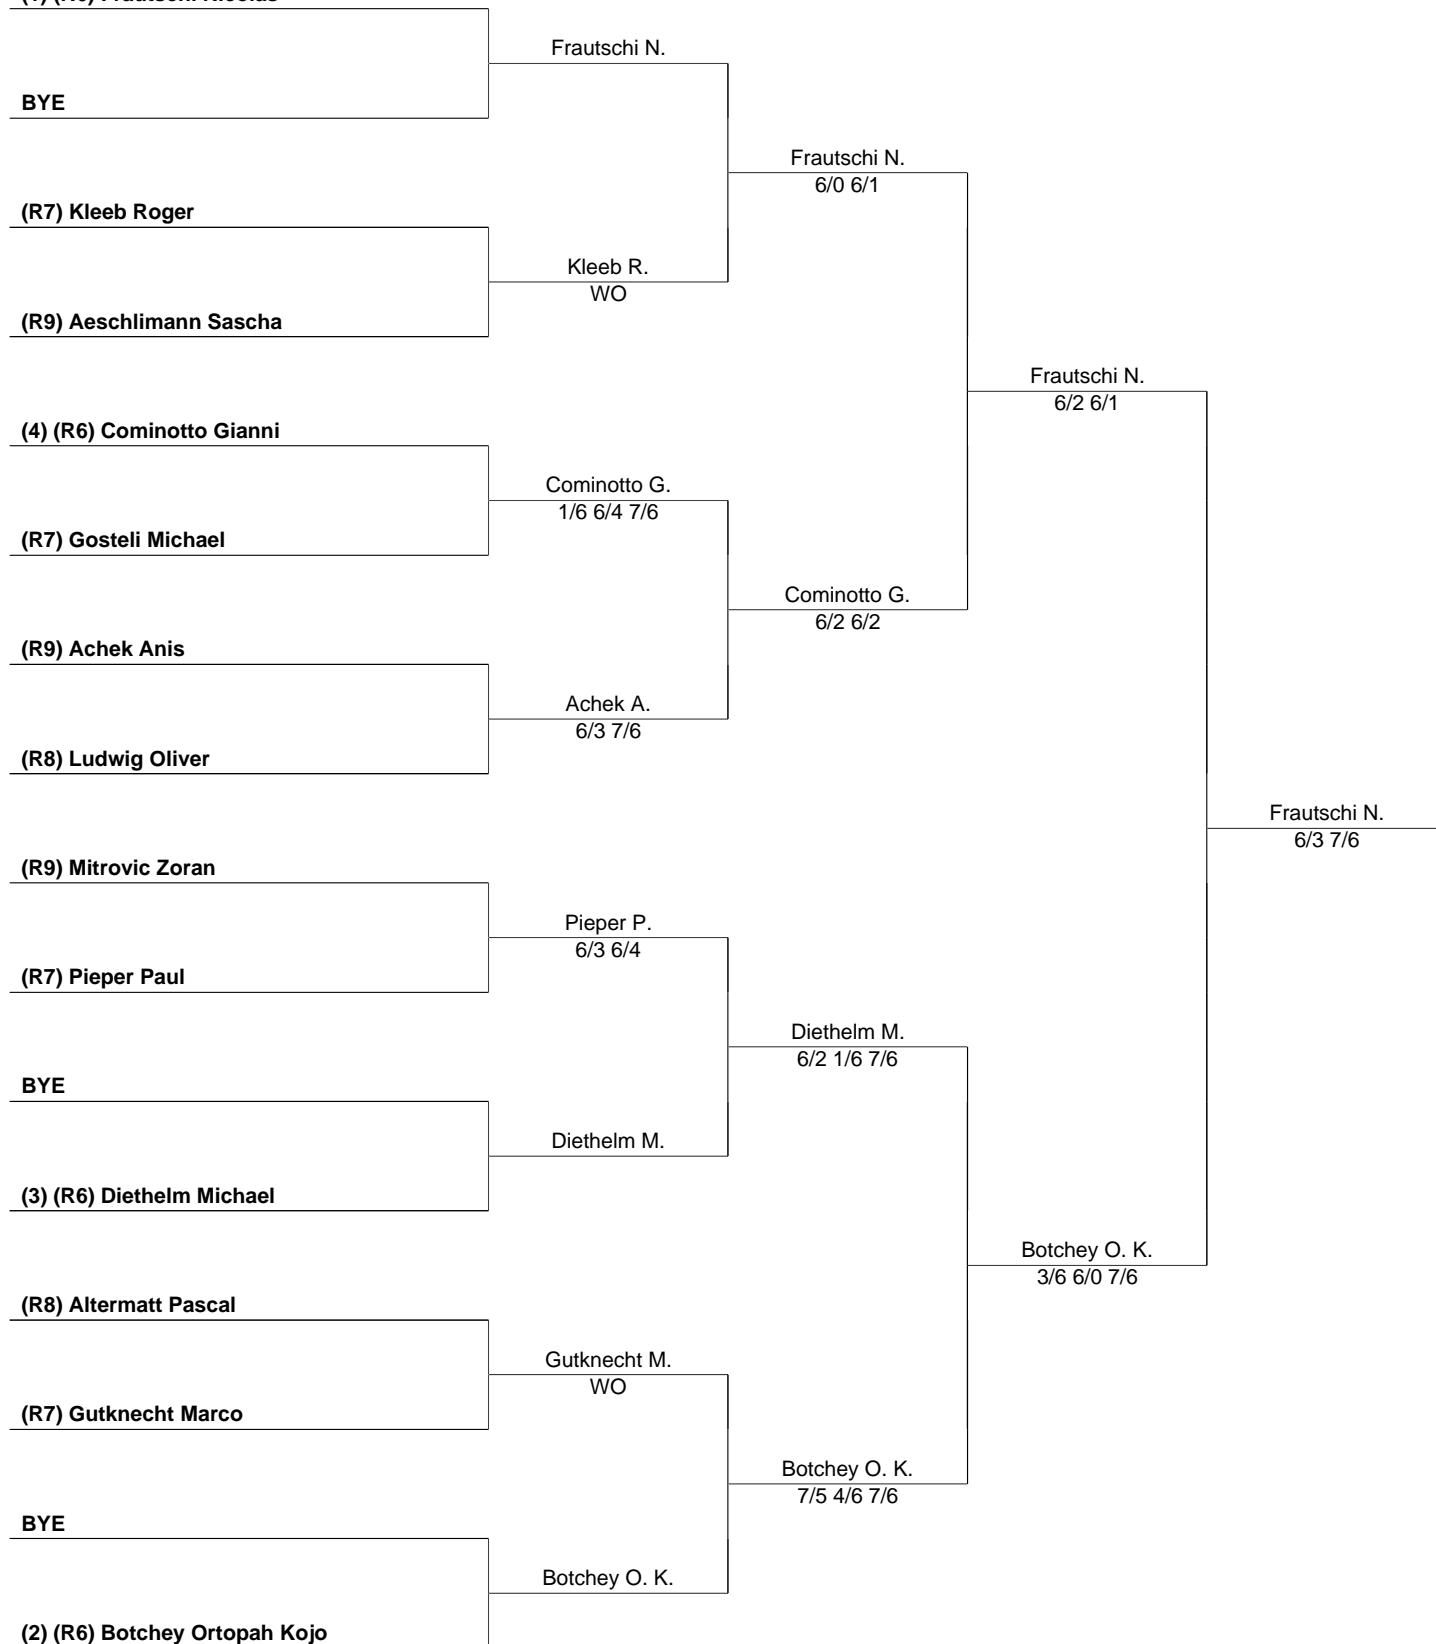 Frautschi N.
BYE
Frautschi N.
6/0 6/1
(R7) Kleeb Roger
Kleeb R.
WO
(R9) Aeschlimann Sascha
Frautschi N.
6/2 6/1
(4) (R6) Cominotto Gianni
Cominotto G.
1/6 6/4 7/6
(R7) Gosteli Michael
Cominotto G.
6/2 6/2
(R9) Achek Anis
Achek A.
6/3 7/6
(R8) Ludwig Oliver
Frautschi N.
6/3 7/6
(R9) Mitrovic Zoran
Pieper P.
6/3 6/4
(R7) Pieper Paul
Diethelm M.
6/2 1/6 7/6
BYE
Diethelm M.
(3) (R6) Diethelm Michael
Botchey O. K.
3/6 6/0 7/6
(R8) Altermatt Pascal
Gutknecht M.
WO
(R7) Gutknecht Marco
Botchey O. K.
7/5 4/6 7/6
BYE
Botchey O. K.
(2) (R6) Botchey Ortopah Kojo